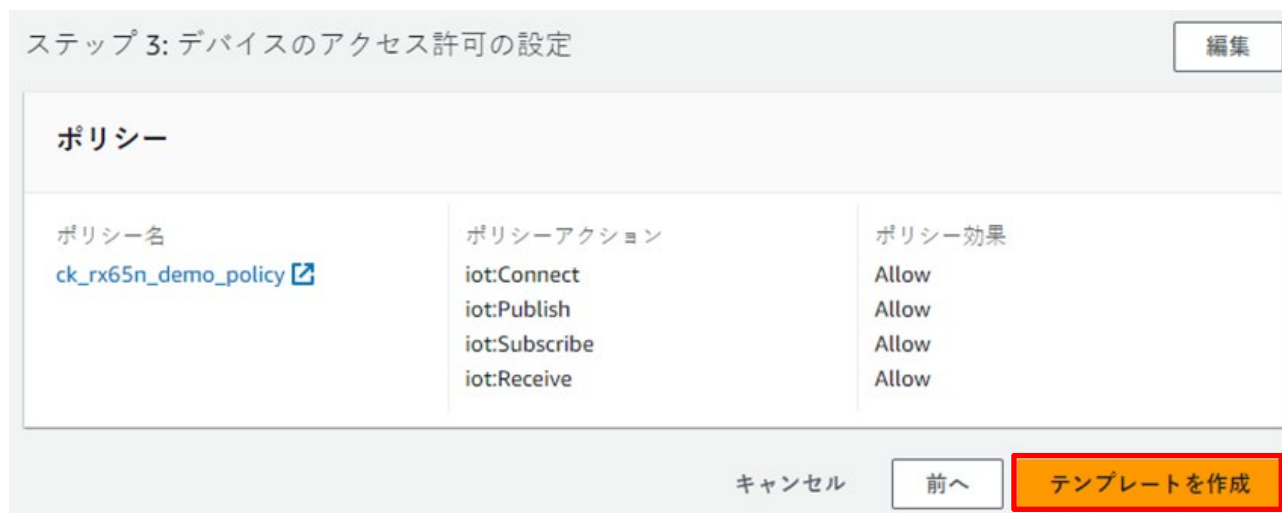 ステップ 3: デバイスのアクセス許可の設定
編集
ポリシー
ポリシー名
ck_rx65n_demo_policy
ポリシーアクション
iot:Connect
iot:Publish
iot:Subscribe
iot:Receive
ポリシー効果
Allow
Allow
Allow
Allow
キャンセル
前へ
テンプレートを作成